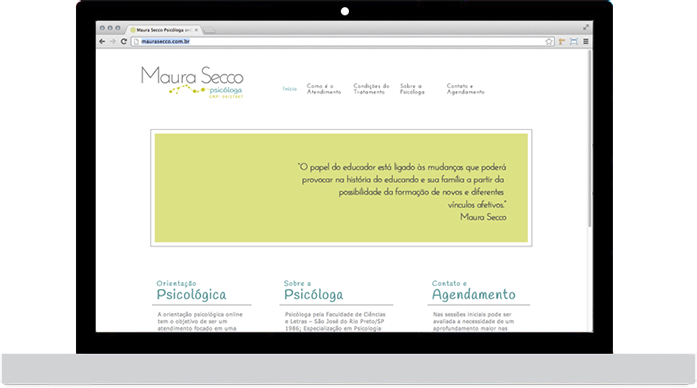 Maura Secco Psicóloga on
maurasecco.com.br
Maura Secco
psicóloga
Início
Como é o
Atendimento
Condições do
Tratamento
Sobre a
Psicóloga
Contato e
Agendamento
"O papel do educador está ligado às mudanças que poderá
provocar na história do educando e sua família a partir da
possibilidade da formação de novos e diferentes
vínculos afetivos."
Maura Secco
Orientação
Psicológica
A orientação psicológica online
tem o objetivo de ser um
atendimento focado em uma
Sobre a
Psicóloga
Psicóloga pela Faculdade de Ciências
e Letras – São José do Rio Preto/SP
1986; Especialização em Psicologia
Contato e
Agendamento
Nas sessões iniciais pode ser
avaliada a necessidade de um
aprofundamento maior nas